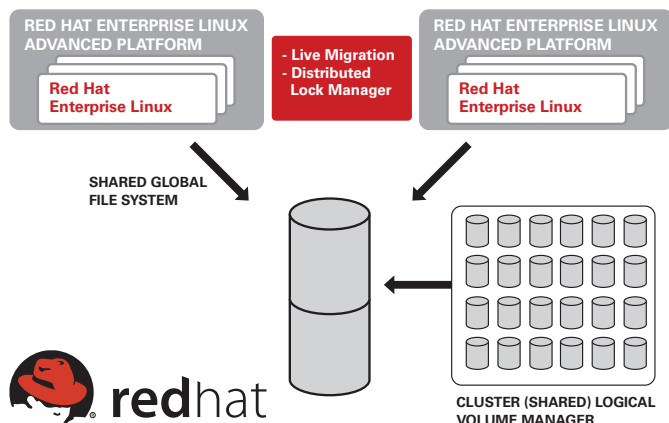 RED HAT ENTERPRISE LINUX
ADVANCED PLATFORM
Red Hat
Enterprise Linux
- Live Migration
- Distributed
Lock Manager
RED HAT ENTERPRISE LINUX
ADVANCED PLATFORM
Red Hat
Enterprise Linux
SHARED GLOBAL
FILE SYSTEM
redhat
CLUSTER (SHARED) LOGICAL
VOLUME MANAGER